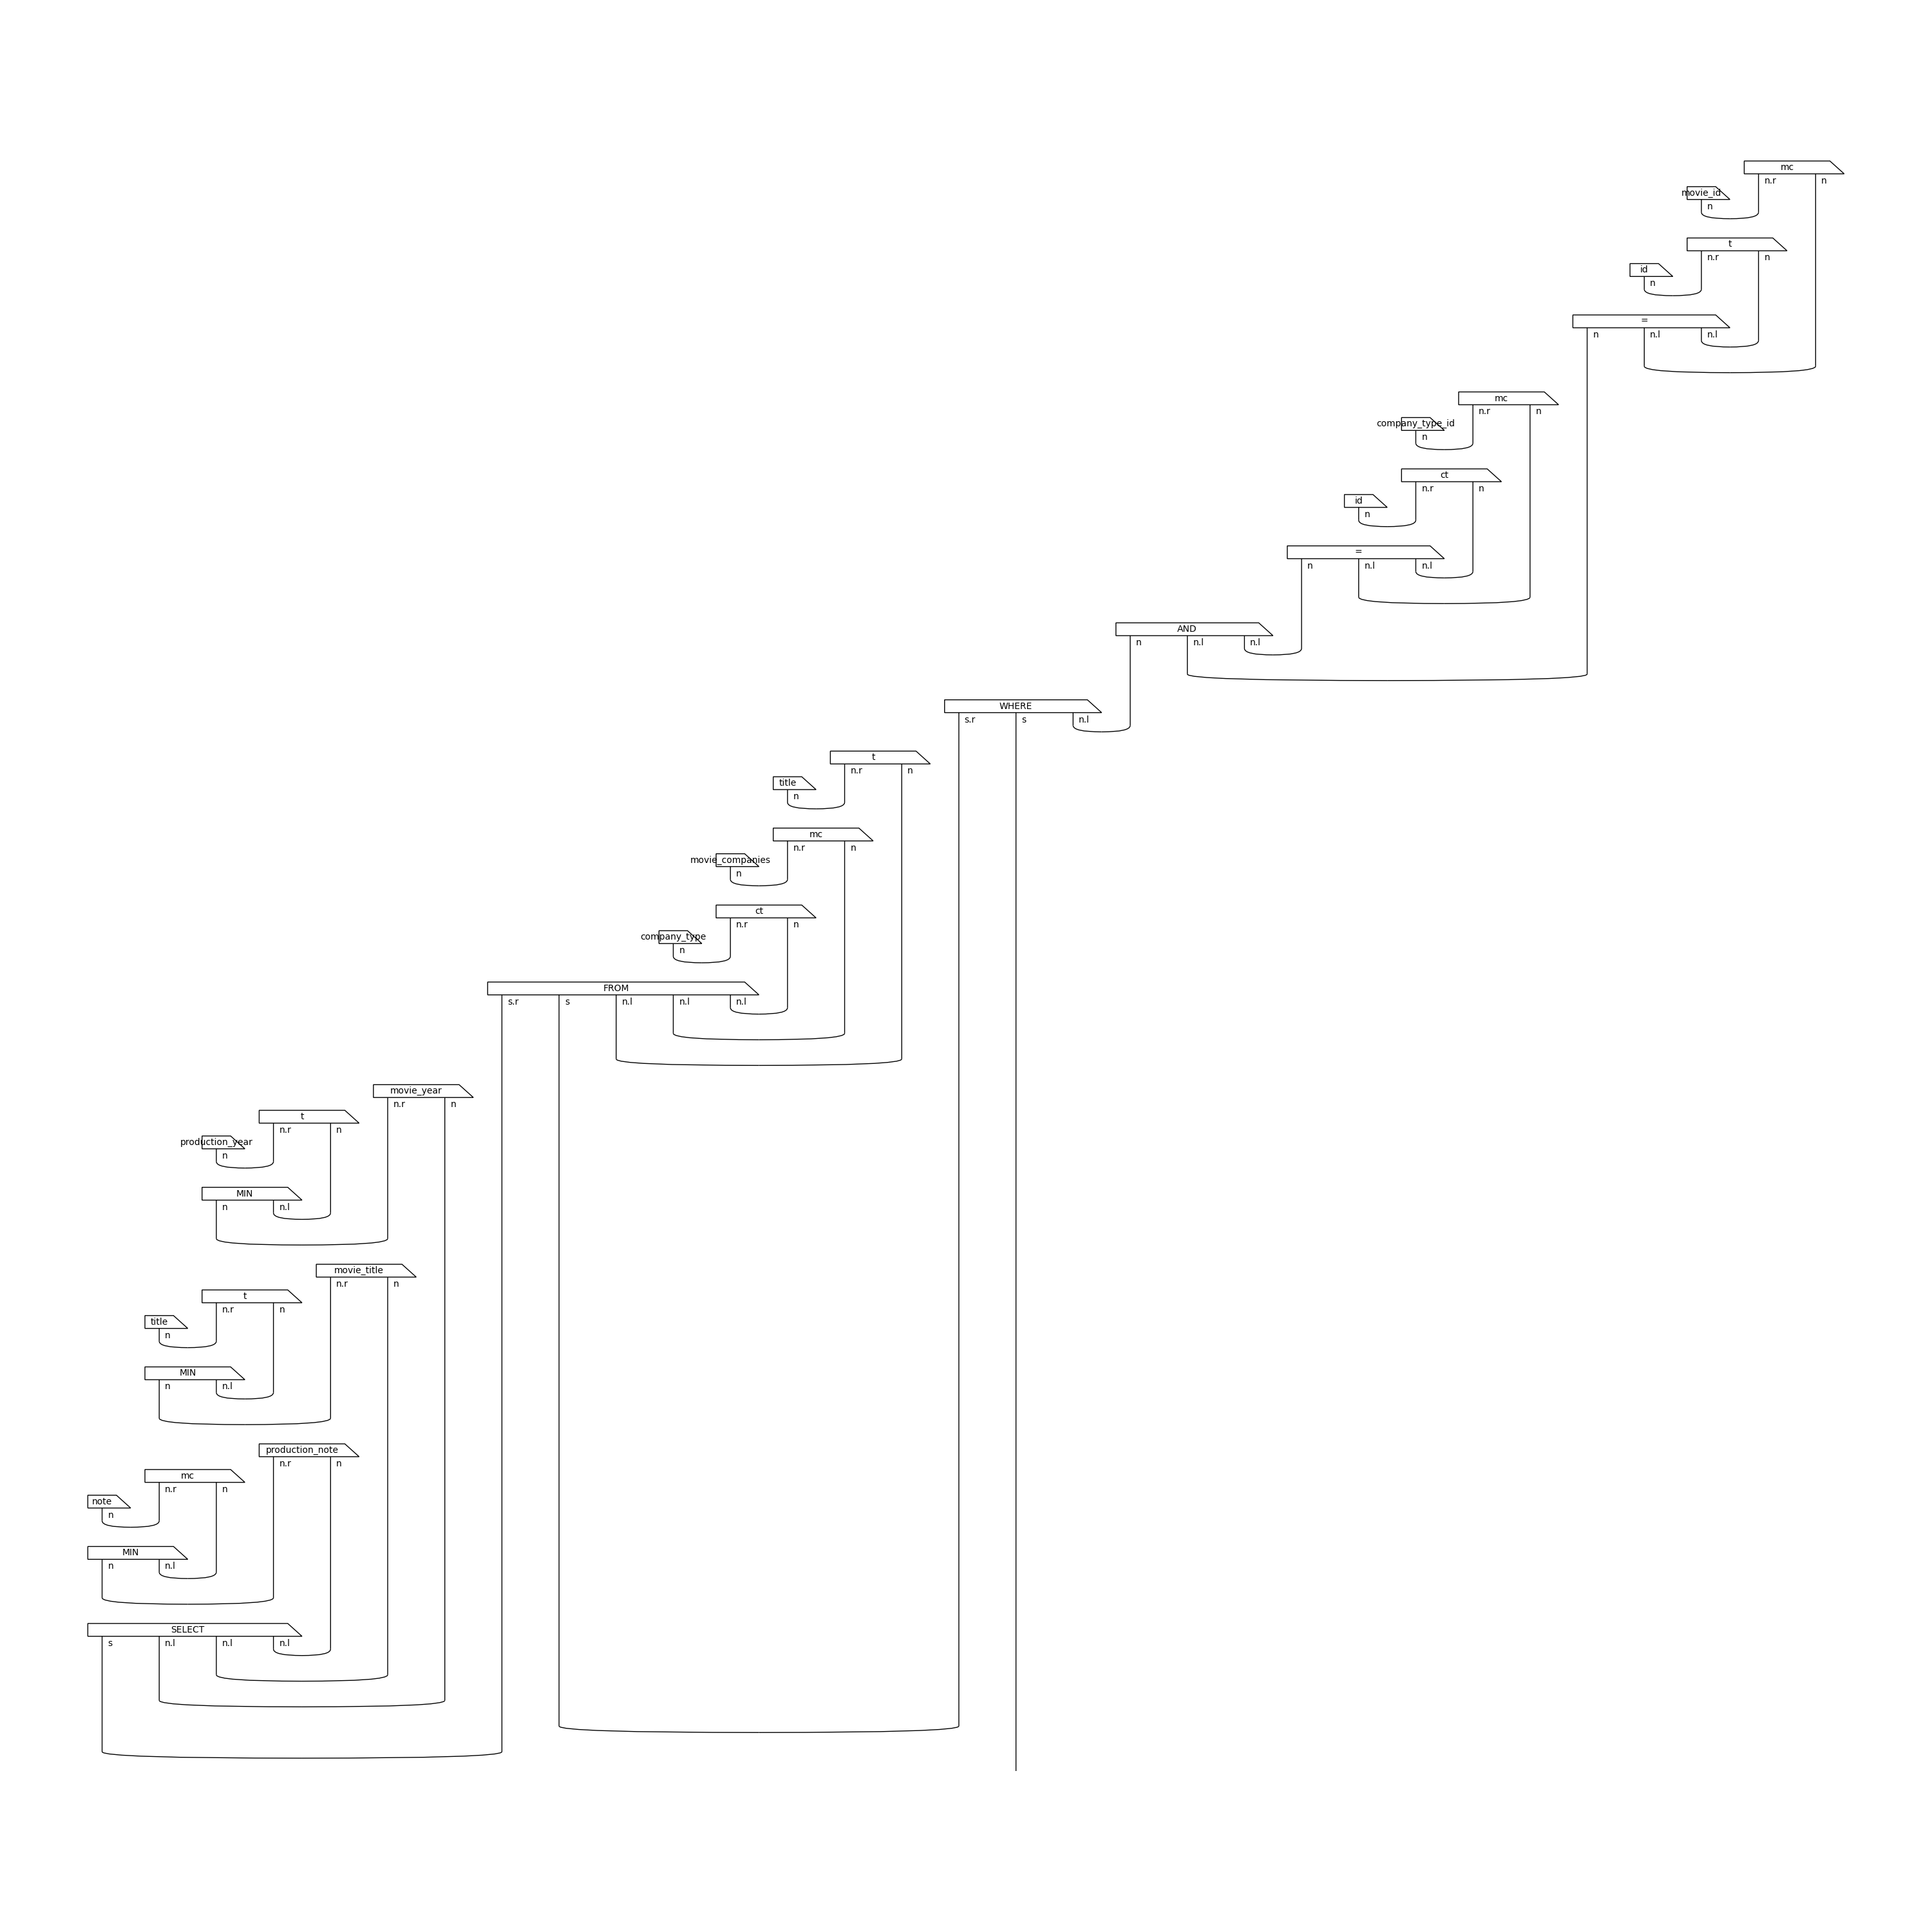 mc
n.r n
movie_id
n
t
n.r n
id
n
=
n n.l n.l
mc
n.r n
company_type_id
n
ct
n.r n
id
n
=
n n.l n.l
AND
n n.l n.l
WHERE
s.r s n.l
t
n.r n
title
n
mc
n.r n
movie_companies
n
ct
n.r n
company_type
n
FROM
s.r s n.l n.l n.l
movie_year
n.r n
t
n.r n
production_year
n
MIN
n n.l
movie_title
n.r n
t
n.r n
title
n
MIN
n n.l
production_note
n.r n
mc
n.r n
note
n
MIN
n n.l
SELECT
s n.l n.l n.l